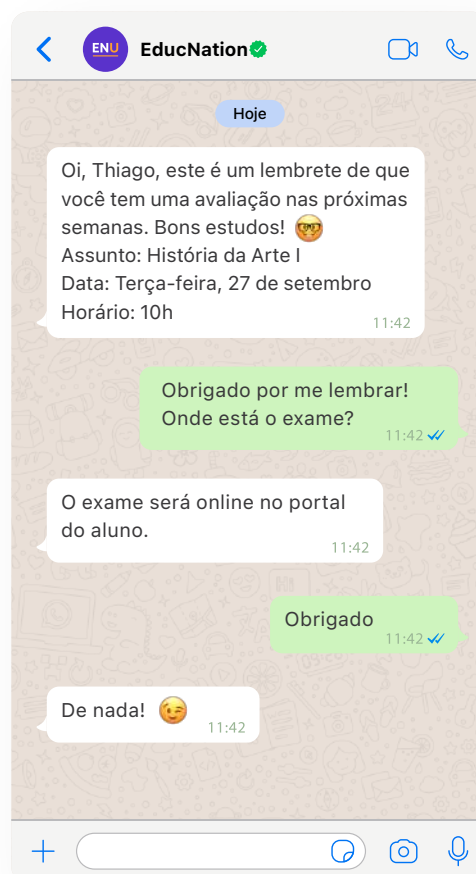 ENU
EducNation
Hoje
Oi, Thiago, este é um lembrete de que
você tem uma avaliação nas próximas
semanas. Bons estudos! 🤓
Assunto: História da Arte I
Data: Terça-feira, 27 de setembro
Horário: 10h
11:42
Obrigado por me lembrar!
Onde está o exame?
11:42
O exame será online no portal
do aluno.
11:42
Obrigado
11:42
De nada! 😉
11:42